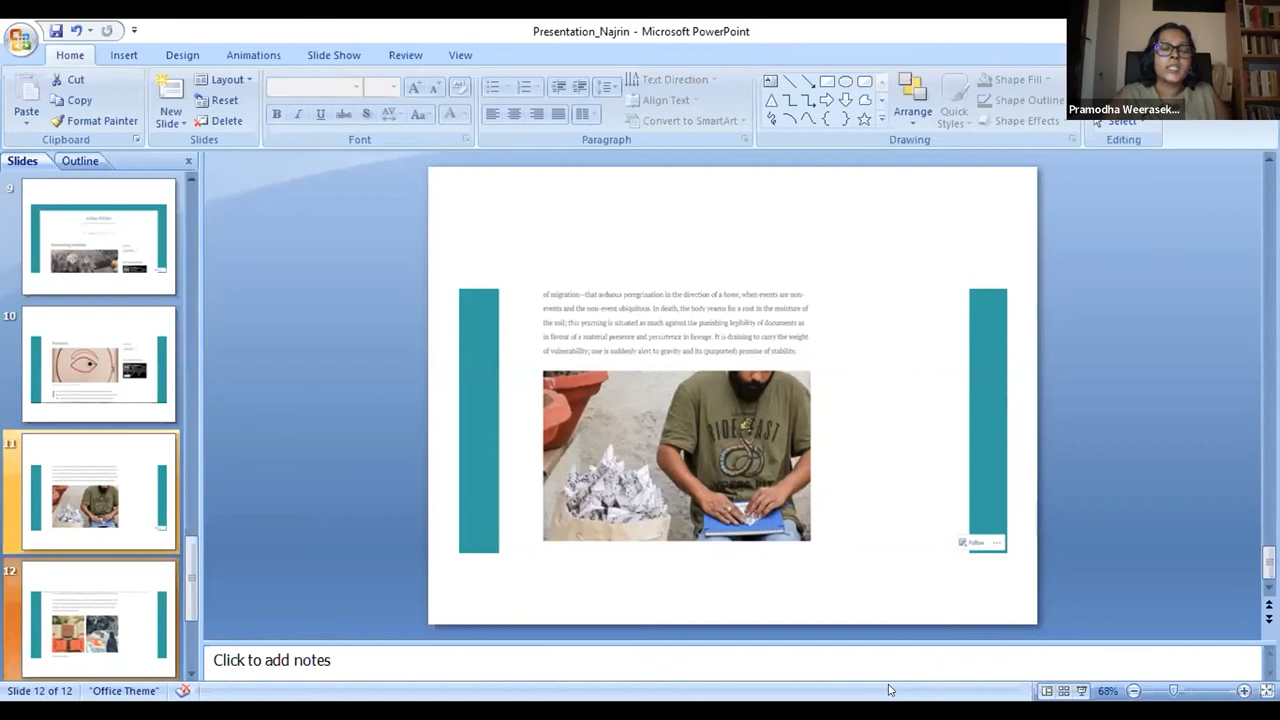 Presentation_Najrin - Microsoft PowerPoint
Home Insert Design Animations Slide Show Review View
Paste
Cut
Copy
Format Painter
Clipboard
New
Slide
Layout
Reset
Delete
Slides
B I U abc S AV Aa A
Font
Text Direction
Align Text
Convert to SmartArt
Paragraph
Arrange
Quick
Styles
Shape Fill
Shape Outline
Shape Effects
Drawing
Select
Editing
Pramodha Weerasek...
Slides Outline
9
10
11
12
of migration—that arduous peregrination in the direction of a home, when events are non-
events and the non-event ubiquitous. In death, the body yearns for a root in the moisture of
the soil; this yearning is situated as much against the punishing legibility of documents as
in favour of a material presence and persistence in lineage. It is draining to carry the weight
of vulnerability; one is suddenly alert to gravity and its (purported) promise of stability.
Follow
Click to add notes
Slide 12 of 12 "Office Theme" 68%